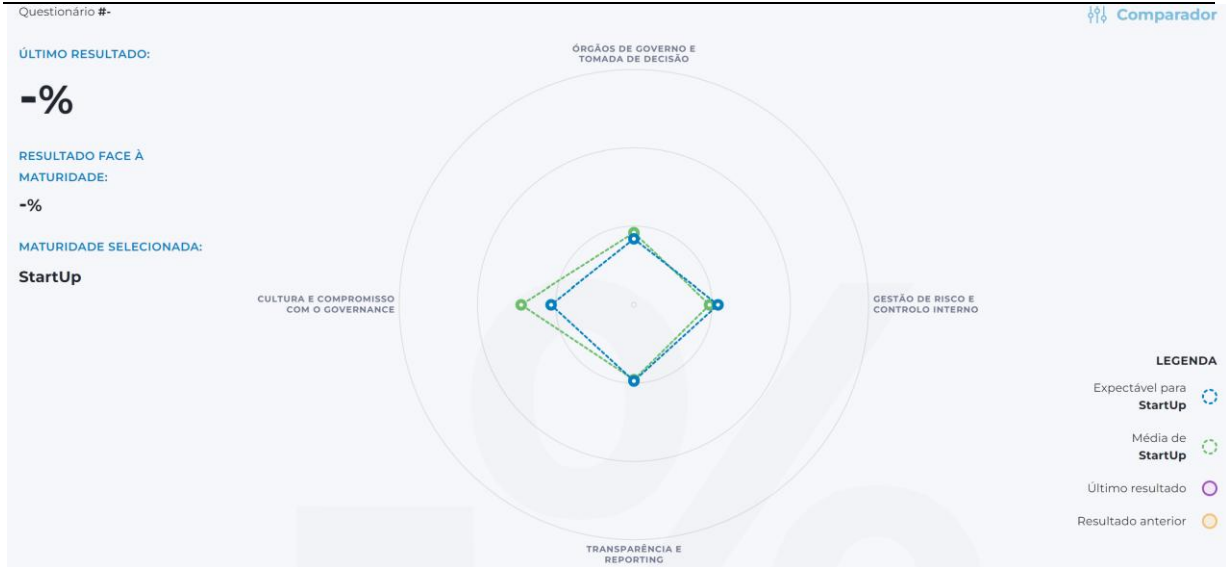 Questionário #-
Comparador
ÚLTIMO RESULTADO:
-%
RESULTADO FACE À
MATURIDADE:
-%
MATURIDADE SELECIONADA:
StartUp
ÓRGÃOS DE GOVERNO E
TOMADA DE DECISÃO
CULTURA E COMPROMISSO
COM O GOVERNANCE
GESTÃO DE RISCO E
CONTROLO INTERNO
TRANSPARÊNCIA E
REPORTING
LEGENDA
Expectável para
StartUp
Média de
StartUp
Último resultado
Resultado anterior
-%